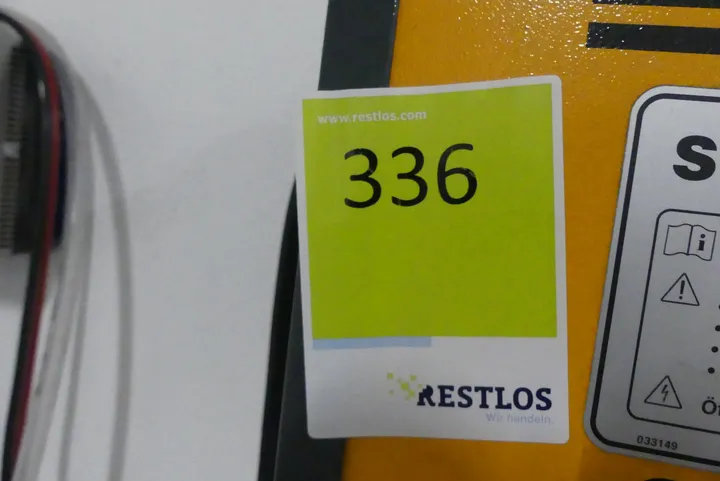 www.restlos.com
336
RESTLOS
Wir handeln.
S
Ö
033149